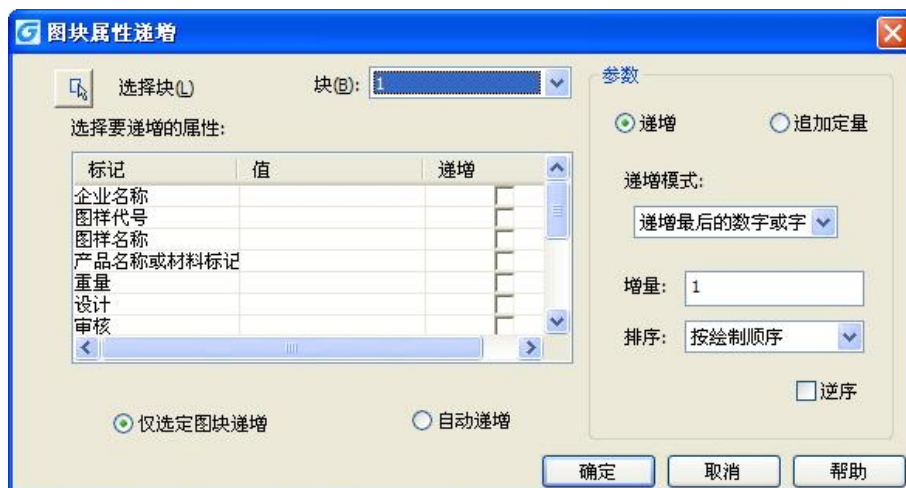 图块属性递增
选择块(L)
块(B): 1
选择要递增的属性:
标记 值 递增
企业名称
图样代号
图样名称
产品名称或材料标记
重量
设计
审核
仅选定图块递增 自动递增
参数
递增 追加定量
递增模式:
递增最后的数字或字
增量: 1
排序: 按绘制顺序
逆序
确定 取消 帮助